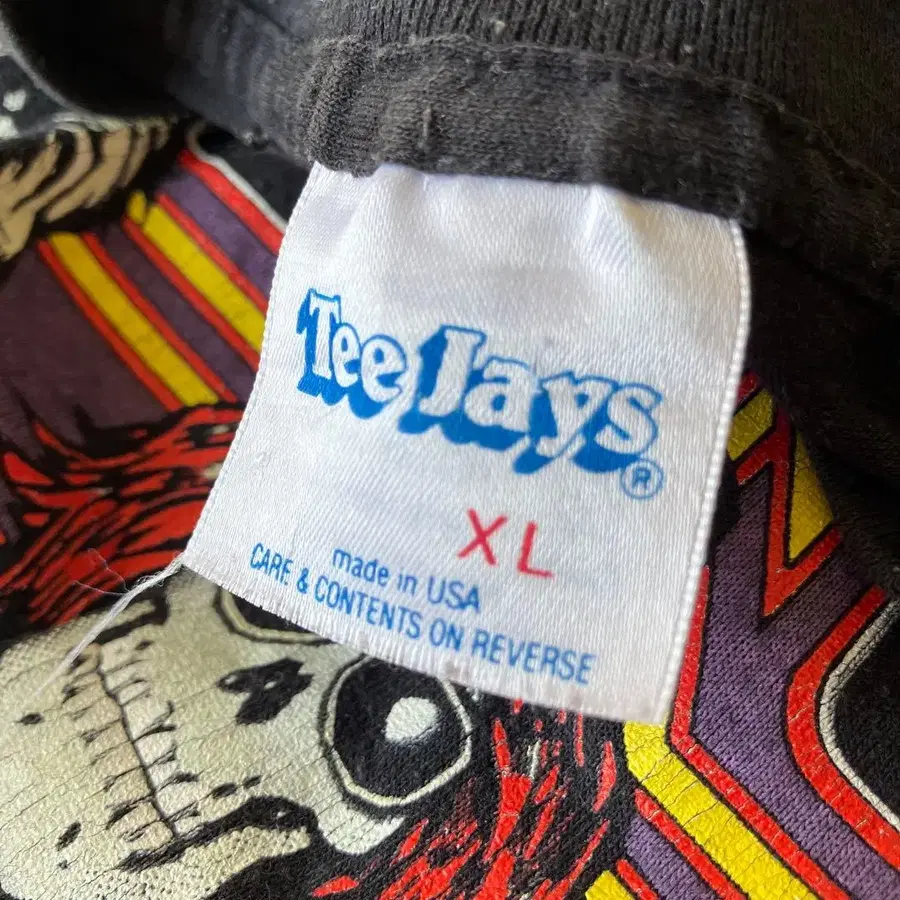 Tee Jays®
XL
made in USA
CARE & CONTENTS ON REVERSE